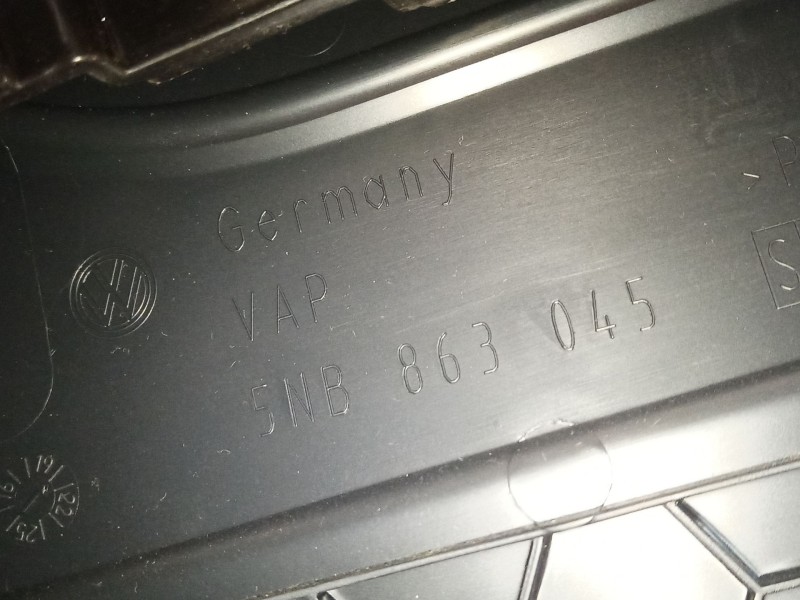 Germany
VAP
5NB 863 045
> P
S